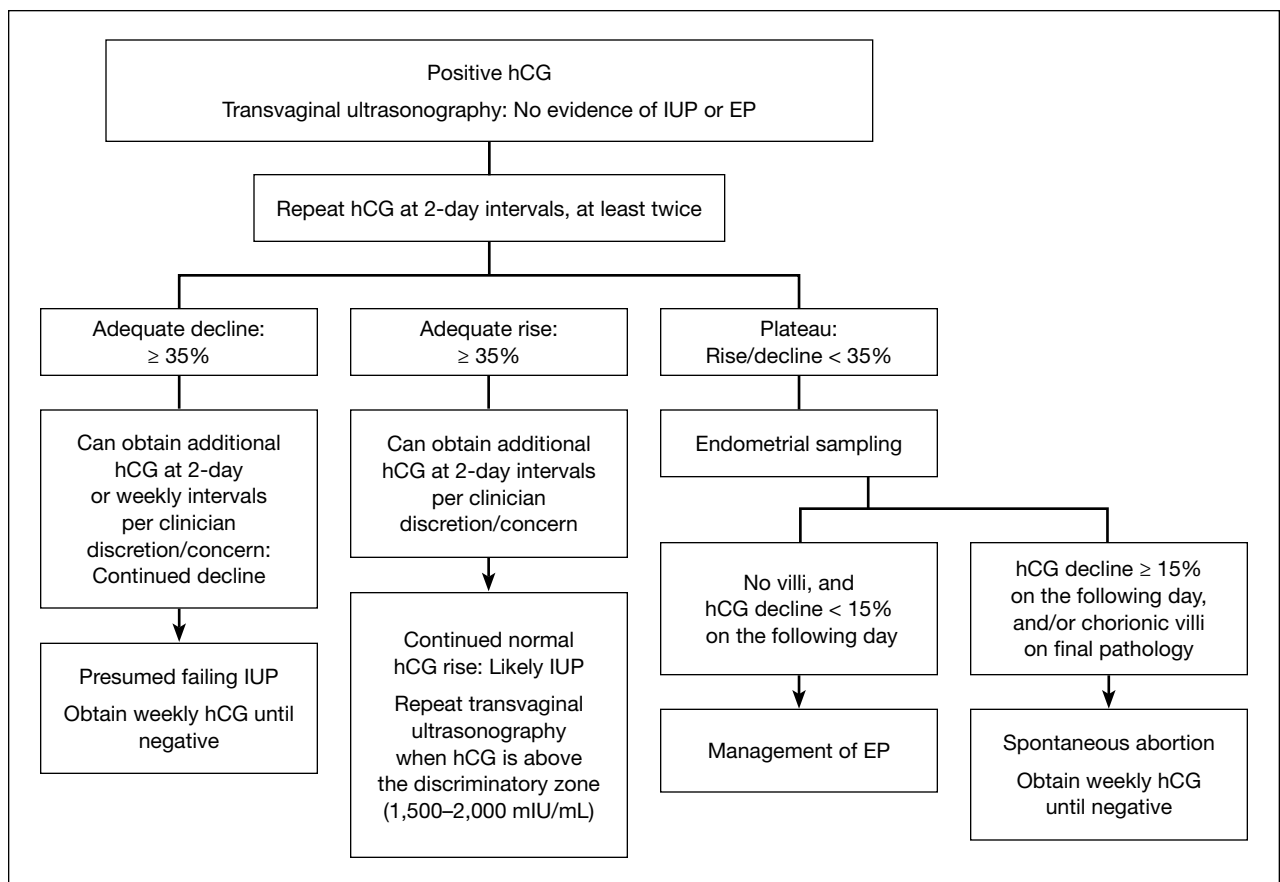 Positive hCG
Transvaginal ultrasonography: No evidence of IUP or EP
Repeat hCG at 2-day intervals, at least twice
Adequate decline:
≥ 35%
Adequate rise:
≥ 35%
Plateau:
Rise/decline < 35%
Can obtain additional
hCG at 2-day
or weekly intervals
per clinician
discretion/concern:
Continued decline
Can obtain additional
hCG at 2-day intervals
per clinician
discretion/concern
Endometrial sampling
Presumed failing IUP
Obtain weekly hCG until
negative
Continued normal
hCG rise: Likely IUP
Repeat transvaginal
ultrasonography
when hCG is above
the discriminatory zone
(1,500–2,000 mIU/mL)
No villi, and
hCG decline < 15%
on the following day
hCG decline ≥ 15%
on the following day,
and/or chorionic villi
on final pathology
Management of EP
Spontaneous abortion
Obtain weekly hCG
until negative